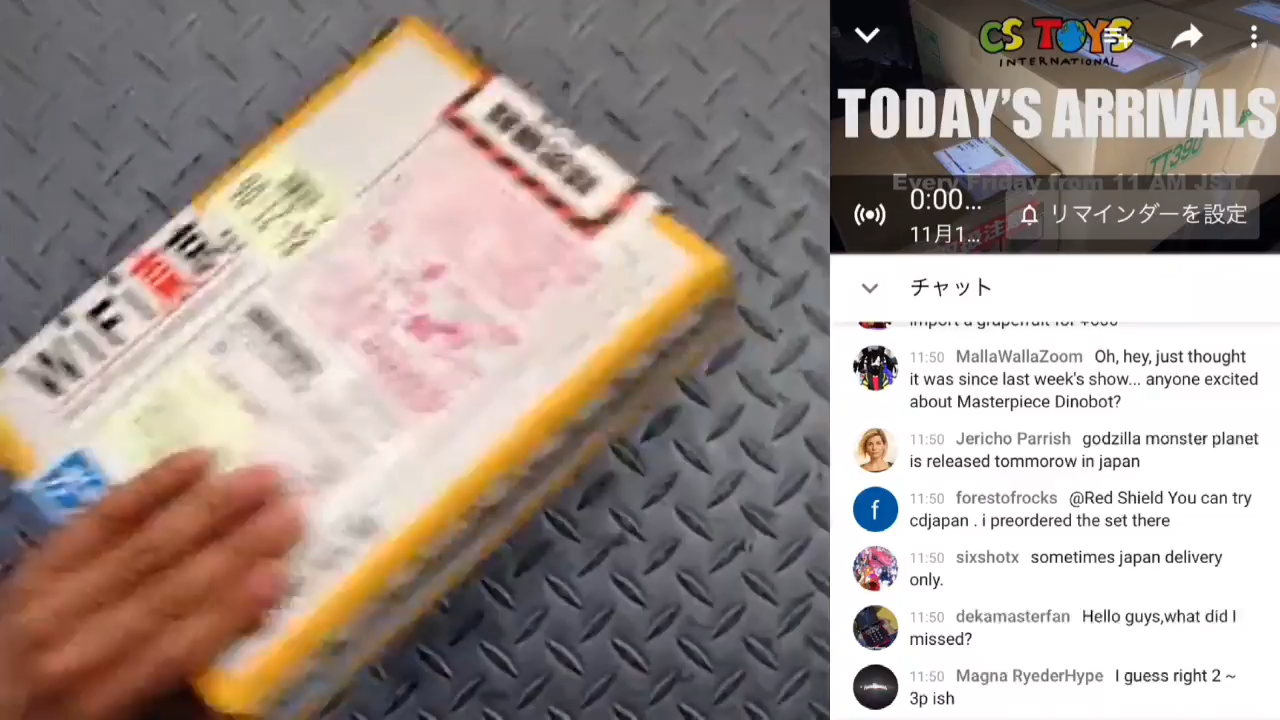 WiFi
CS TOYS
INTERNATIONAL
TODAY'S ARRIVALS
TT390
Every Friday from 11 AM JST
0:00...
リマインダーを設定
11月1...
チャット
import a grapefruit for
11:50 MallaWallaZoom Oh, hey, just thought
it was since last week's show... anyone excited
about Masterpiece Dinobot?
11:50 Jericho Parrish godzilla monster planet
is released tommorow in japan
f
11:50 forestofrocks @Red Shield You can try
cdjapan . i preordered the set there
11:50 sixshotx sometimes japan delivery
only.
11:50 dekamasterfan Hello guys,what did I
missed?
11:50 Magna RyederHype I guess right 2 ~
3p ish